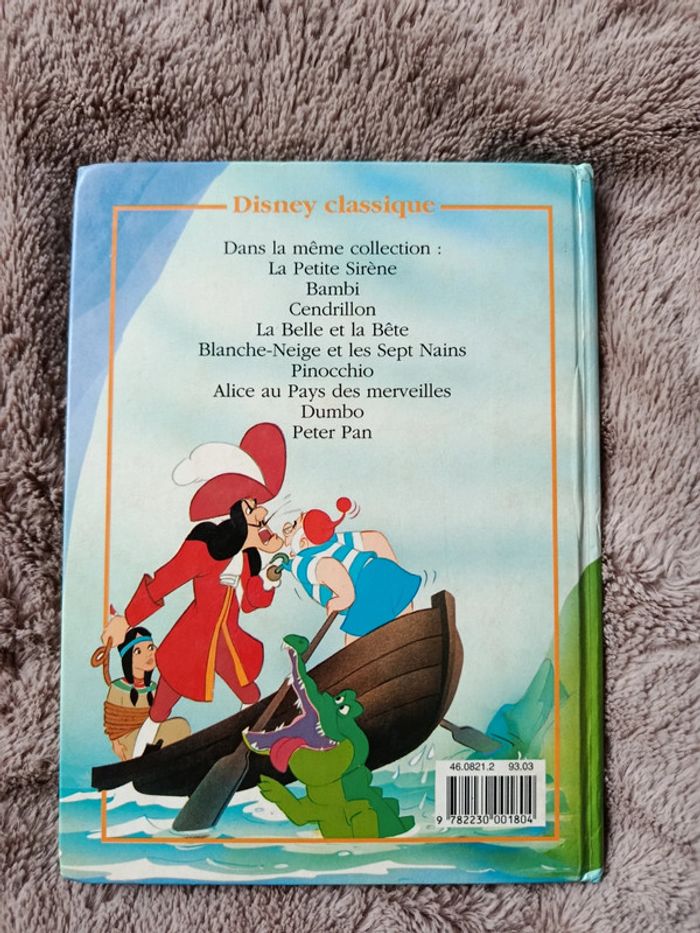 Disney classique
Dans la même collection :
La Petite Sirène
Bambi
Cendrillon
La Belle et la Bête
Blanche-Neige et les Sept Nains
Pinocchio
Alice au Pays des merveilles
Dumbo
Peter Pan
46.0821.2 93.03
9 782230 001804